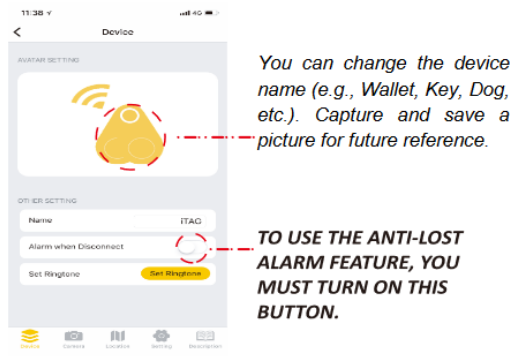 11:38
4G
Device
AVATAR SETTING
You can change the device
name (e.g., Wallet, Key, Dog,
etc.). Capture and save a
picture for future reference.
OTHER SETTING
Name
iTAG
Alarm when Disconnect
Set Ringtone
Set Ringtone
TO USE THE ANTI-LOST
ALARM FEATURE, YOU
MUST TURN ON THIS
BUTTON.
Device
Camera
Location
Setting
Description